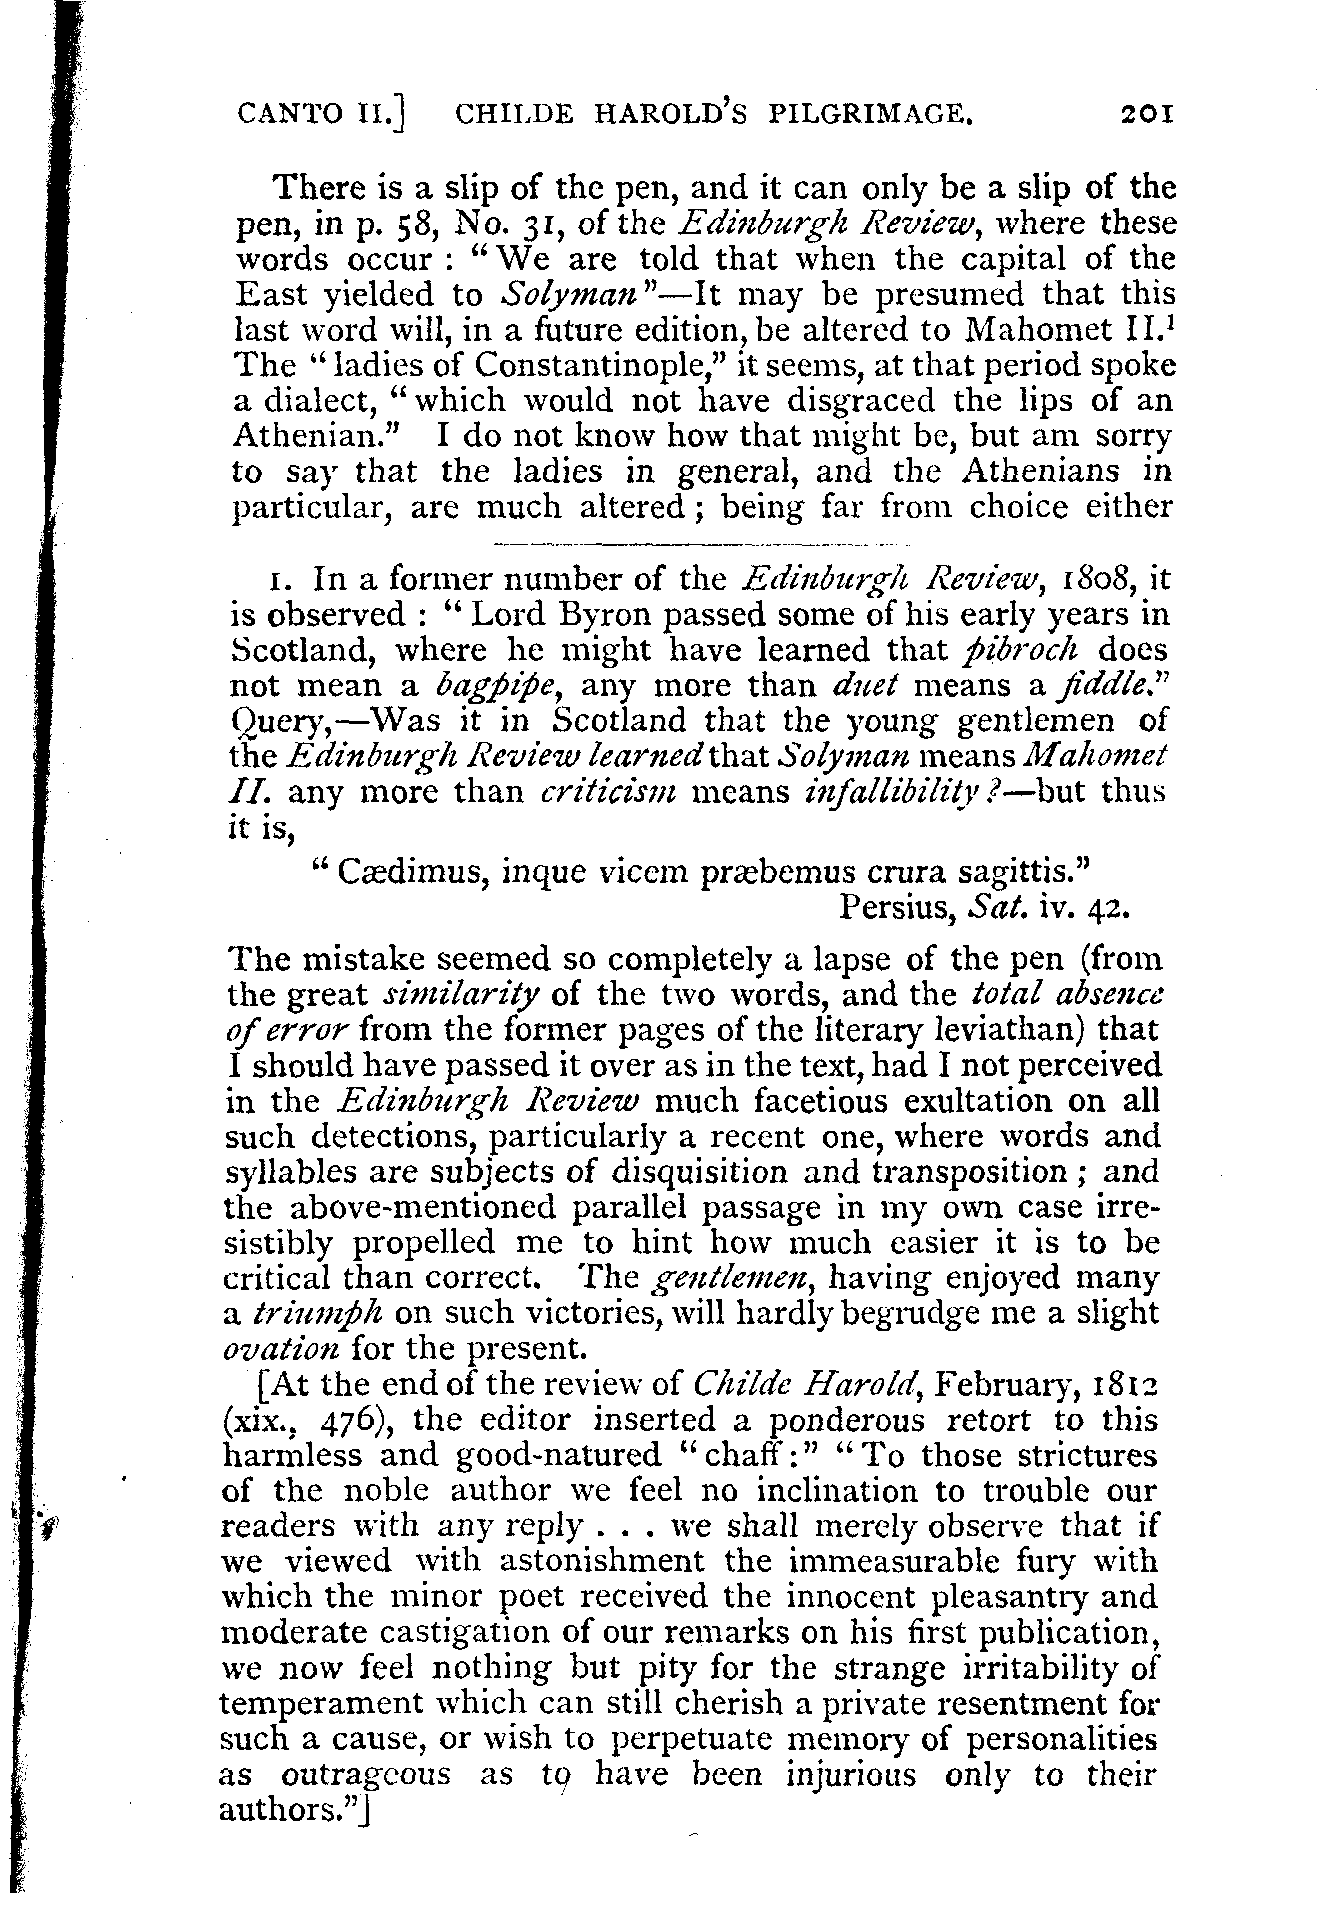 CANTO II.] CHILDE HAROLD'S PILGRIMAGE. 201
There is a slip of the pen, and it can only be a slip of the
pen, in p. 58, No. 31, of the Edinburgh Review, where these
words occur : "We are told that when the capital of the
East yielded to Solyman"—It may be presumed that this
last word will, in a future edition, be altered to Mahomet II.¹
The "ladies of Constantinople," it seems, at that period spoke
a dialect, "which would not have disgraced the lips of an
Athenian." I do not know how that might be, but am sorry
to say that the ladies in general, and the Athenians in
particular, are much altered ; being far from choice either
1. In a former number of the Edinburgh Review, 1808, it
is observed : "Lord Byron passed some of his early years in
Scotland, where he might have learned that pibroch does
not mean a bagpipe, any more than duet means a fiddle."
Query,—Was it in Scotland that the young gentlemen of
the Edinburgh Review learned that Solyman means Mahomet
II. any more than criticism means infallibility?—but thus
it is,
"Cædimus, inque vicem præbemus crura sagittis."
Persius, Sat. iv. 42.
The mistake seemed so completely a lapse of the pen (from
the great similarity of the two words, and the total absence
of error from the former pages of the literary leviathan) that
I should have passed it over as in the text, had I not perceived
in the Edinburgh Review much facetious exultation on all
such detections, particularly a recent one, where words and
syllables are subjects of disquisition and transposition ; and
the above-mentioned parallel passage in my own case irre-
sistibly propelled me to hint how much easier it is to be
critical than correct. The gentlemen, having enjoyed many
a triumph on such victories, will hardly begrudge me a slight
ovation for the present.
[At the end of the review of Childe Harold, February, 1812
(xix., 476), the editor inserted a ponderous retort to this
harmless and good-natured "chaff:" "To those strictures
of the noble author we feel no inclination to trouble our
readers with any reply . . . we shall merely observe that if
we viewed with astonishment the immeasurable fury with
which the minor poet received the innocent pleasantry and
moderate castigation of our remarks on his first publication,
we now feel nothing but pity for the strange irritability of
temperament which can still cherish a private resentment for
such a cause, or wish to perpetuate memory of personalities
as outrageous as to have been injurious only to their
authors."]